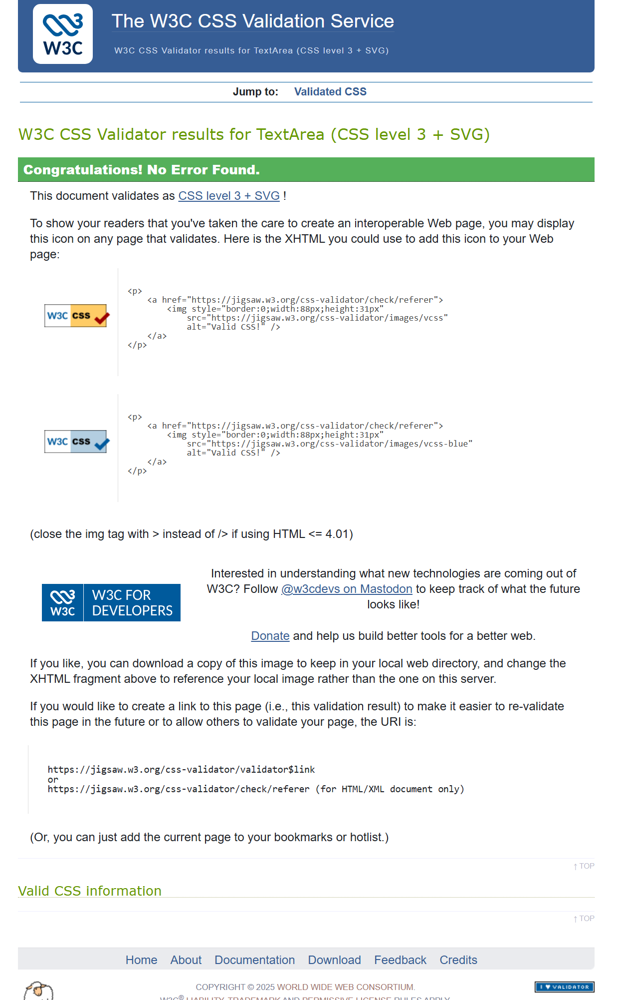 W3C
The W3C CSS Validation Service
W3C CSS Validator results for TextArea (CSS level 3 + SVG)
Jump to: Validated CSS
W3C CSS Validator results for TextArea (CSS level 3 + SVG)
Congratulations! No Error Found.
This document validates as CSS level 3 + SVG !
To show your readers that you've taken the care to create an interoperable Web page, you may display
this icon on any page that validates. Here is the XHTML you could use to add this icon to your Web
page:
W3C css
<p>
    <a href="https://jigsaw.w3.org/css-validator/check/referer">
        <img style="border:0;width:88px;height:31px"
            src="https://jigsaw.w3.org/css-validator/images/vcss"
            alt="Valid CSS!" />
    </a>
</p>
W3C css
<p>
    <a href="https://jigsaw.w3.org/css-validator/check/referer">
        <img style="border:0;width:88px;height:31px"
            src="https://jigsaw.w3.org/css-validator/images/vcss-blue"
            alt="Valid CSS!" />
    </a>
</p>
(close the img tag with > instead of /> if using HTML <= 4.01)
W3C
W3C FOR
DEVELOPERS
Interested in understanding what new technologies are coming out of
W3C? Follow @w3cdevs on Mastodon to keep track of what the future
looks like!
Donate and help us build better tools for a better web.
If you like, you can download a copy of this image to keep in your local web directory, and change the
XHTML fragment above to reference your local image rather than the one on this server.
If you would like to create a link to this page (i.e., this validation result) to make it easier to re-validate
this page in the future or to allow others to validate your page, the URI is:
https://jigsaw.w3.org/css-validator/validator$link
or
https://jigsaw.w3.org/css-validator/check/referer (for HTML/XML document only)
(Or, you can just add the current page to your bookmarks or hotlist.)
↑ TOP
Valid CSS information
↑ TOP
Home About Documentation Download Feedback Credits
COPYRIGHT © 2025 WORLD WIDE WEB CONSORTIUM.
I ♥ VALIDATOR
W3C® LIABILITY, TRADEMARK AND PERMISSIVE LICENSE RULES APPLY.